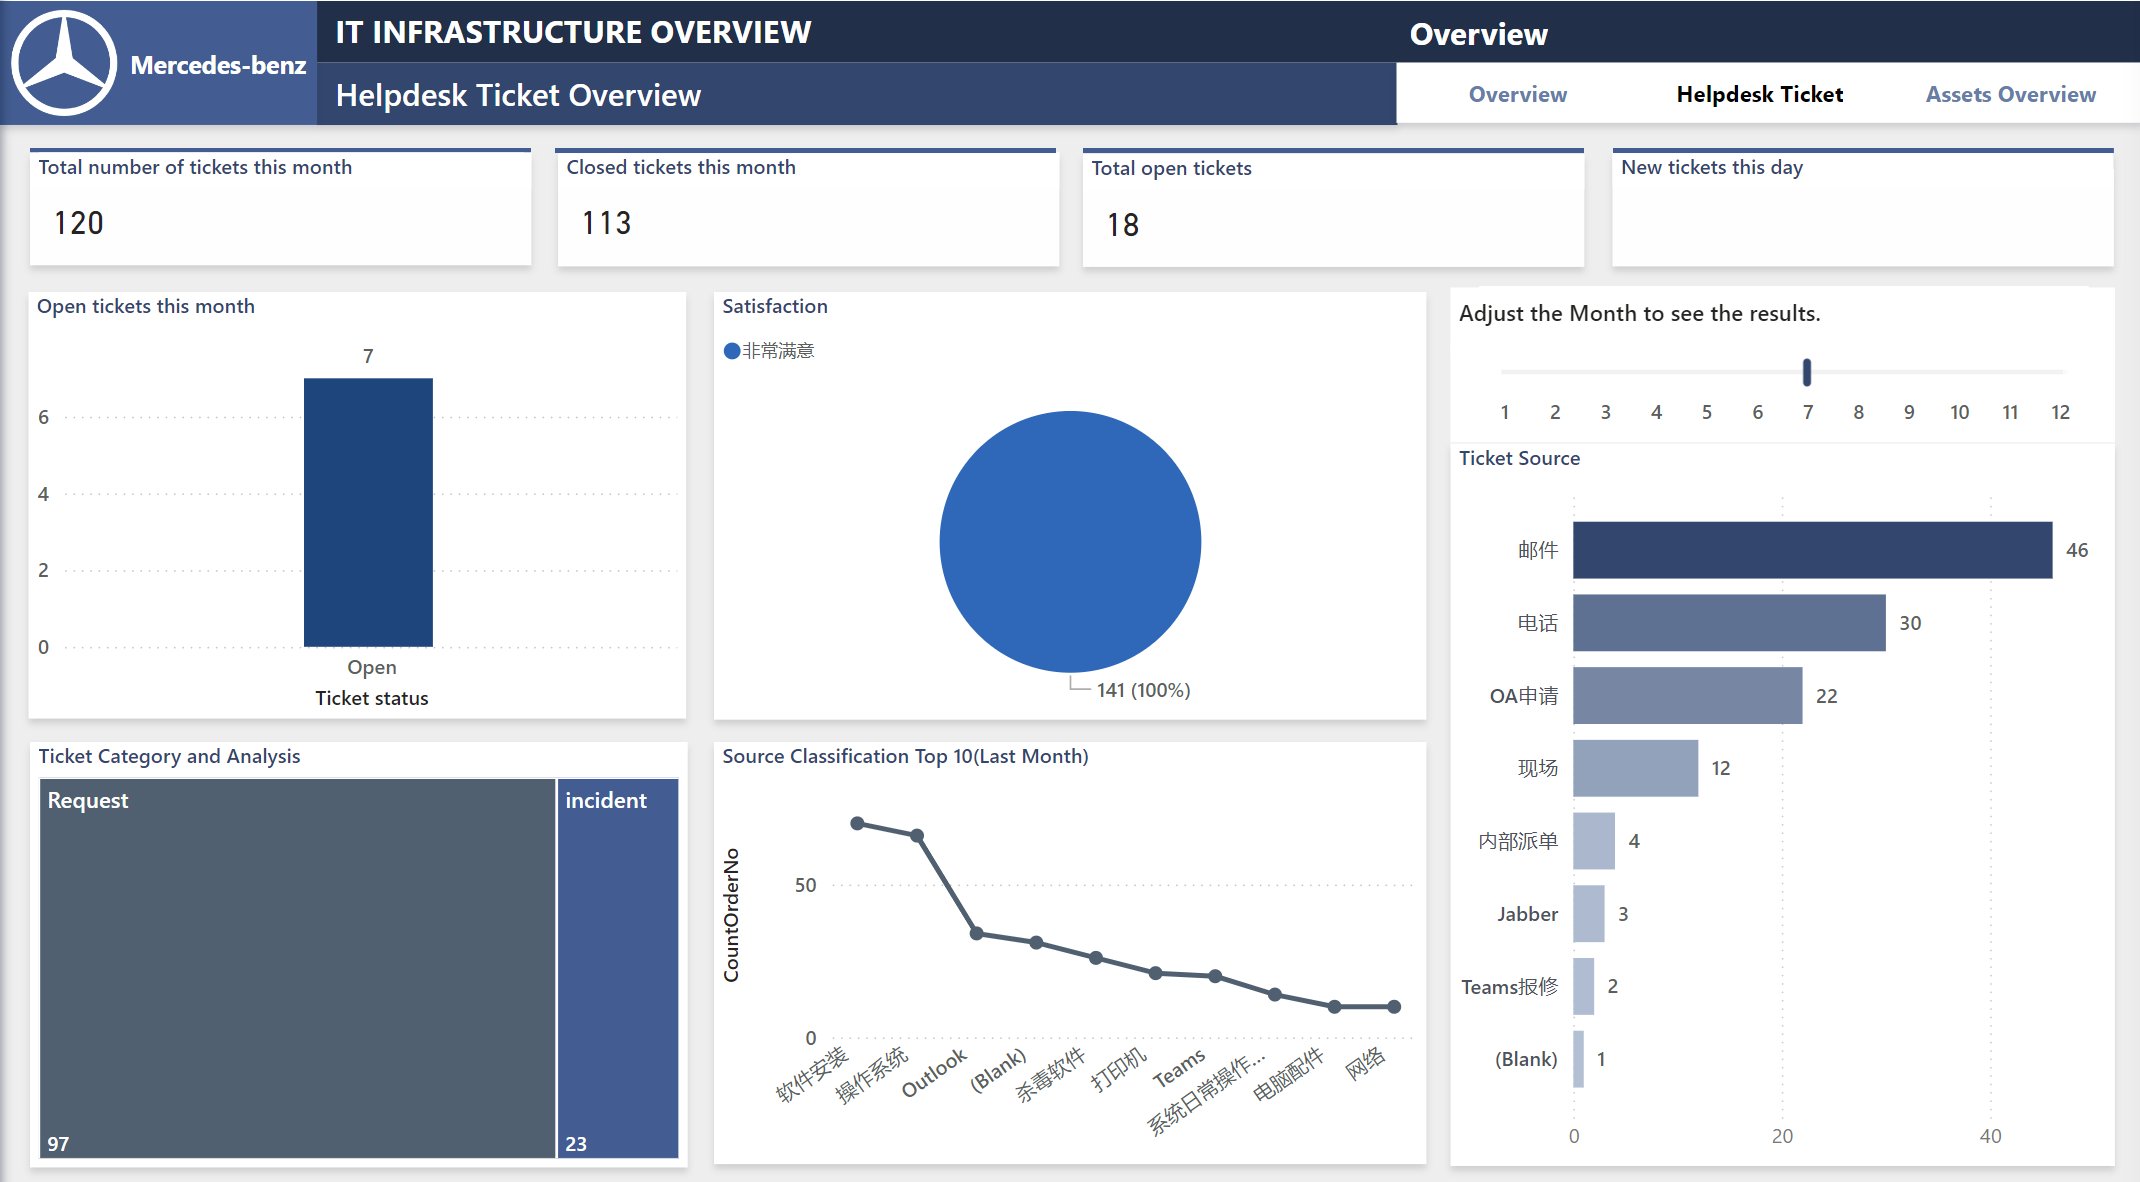 Mercedes-benz
IT INFRASTRUCTURE OVERVIEW
Helpdesk Ticket Overview
Overview
Overview
Helpdesk Ticket
Assets Overview
Total number of tickets this month
120
Closed tickets this month
113
Total open tickets
18
New tickets this day
Open tickets this month
7
6
4
2
0
Open
Ticket status
Satisfaction
非常满意
141 (100%)
Adjust the Month to see the results.
1 2 3 4 5 6 7 8 9 10 11 12
Ticket Source
邮件 46
电话 30
OA申请 22
现场 12
内部派单 4
Jabber 3
Teams报修 2
(Blank) 1
0 20 40
Ticket Category and Analysis
Request
97
incident
23
Source Classification Top 10(Last Month)
CountOrderNo
50
0
软件安装
操作系统
Outlook
(Blank)
杀毒软件
打印机
Teams
系统日常操作...
电脑配件
网络